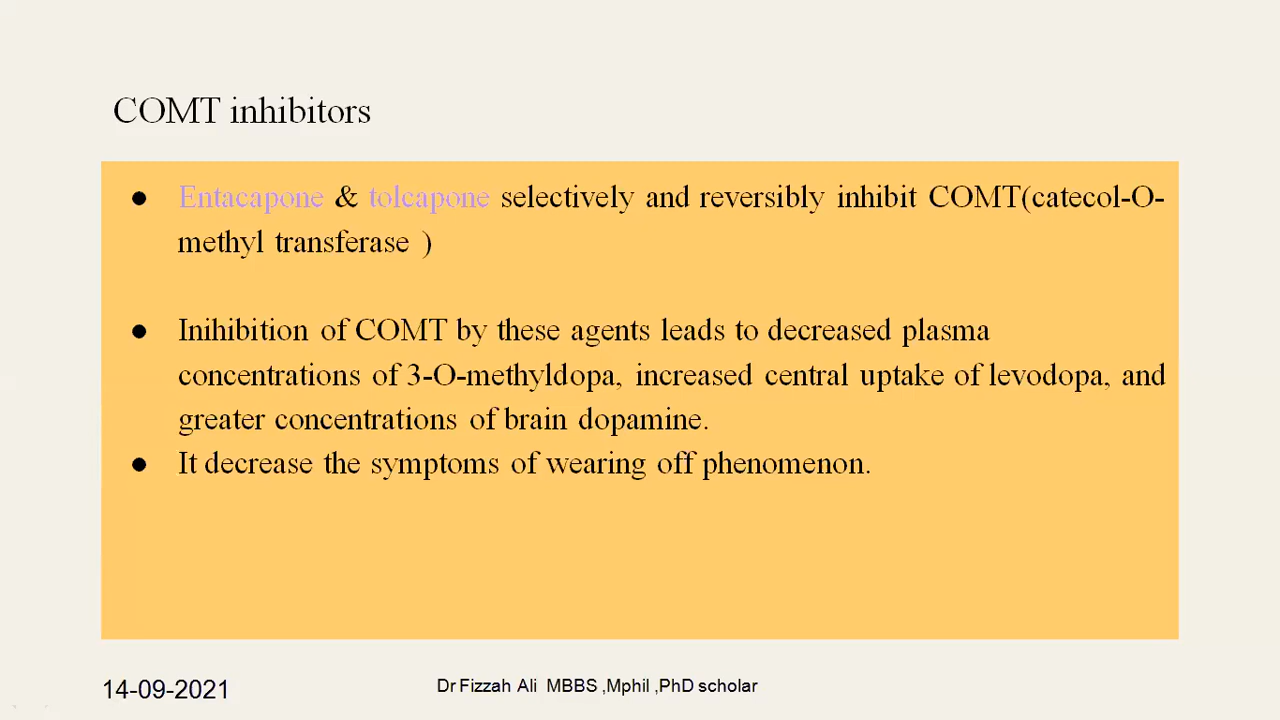 COMT inhibitors
● Entacapone & tolcapone selectively and reversibly inhibit COMT(catecol-O-
methyl transferase )
● Inihibition of COMT by these agents leads to decreased plasma
concentrations of 3-O-methyldopa, increased central uptake of levodopa, and
greater concentrations of brain dopamine.
● It decrease the symptoms of wearing off phenomenon.
14-09-2021
Dr Fizzah Ali MBBS ,Mphil ,PhD scholar